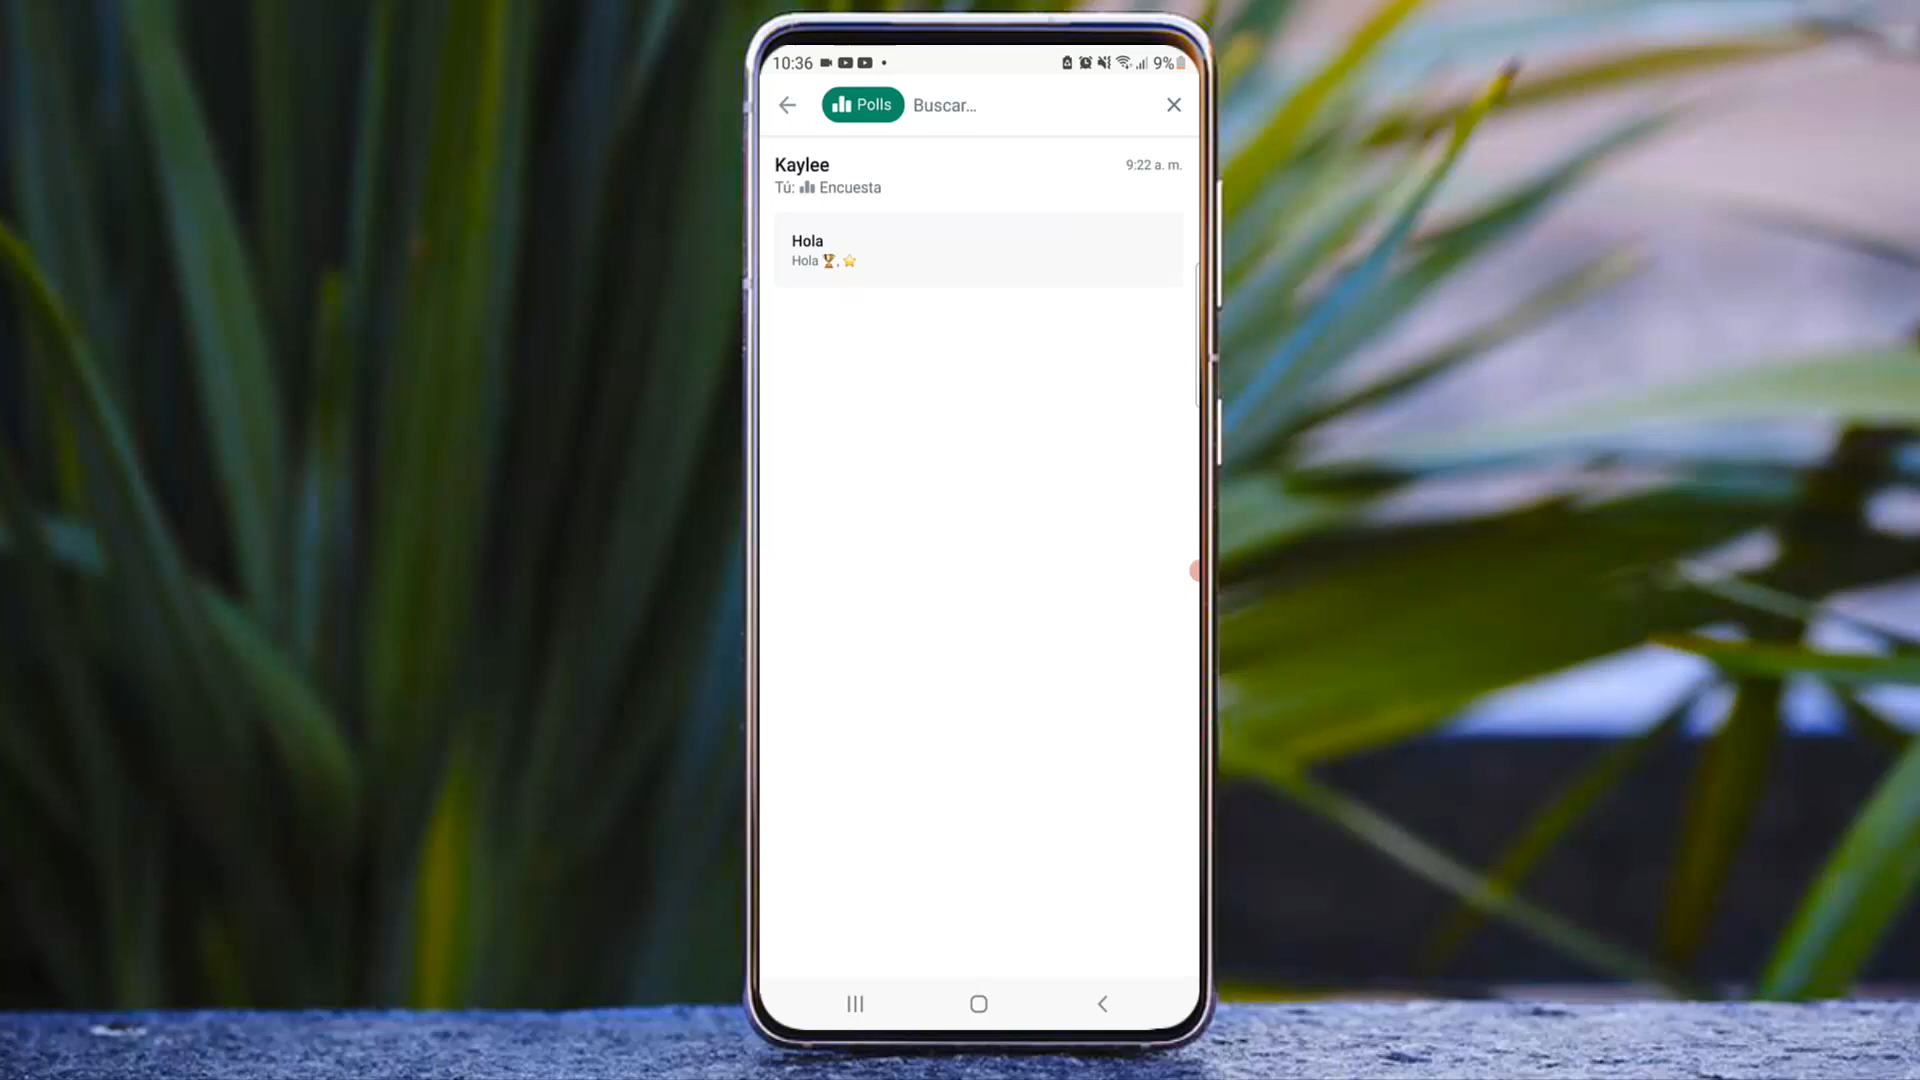 10:36 9%
Polls Buscar...
Kaylee 9:22 a. m.
Tú: Encuesta
Hola
Hola 🏆, ⭐